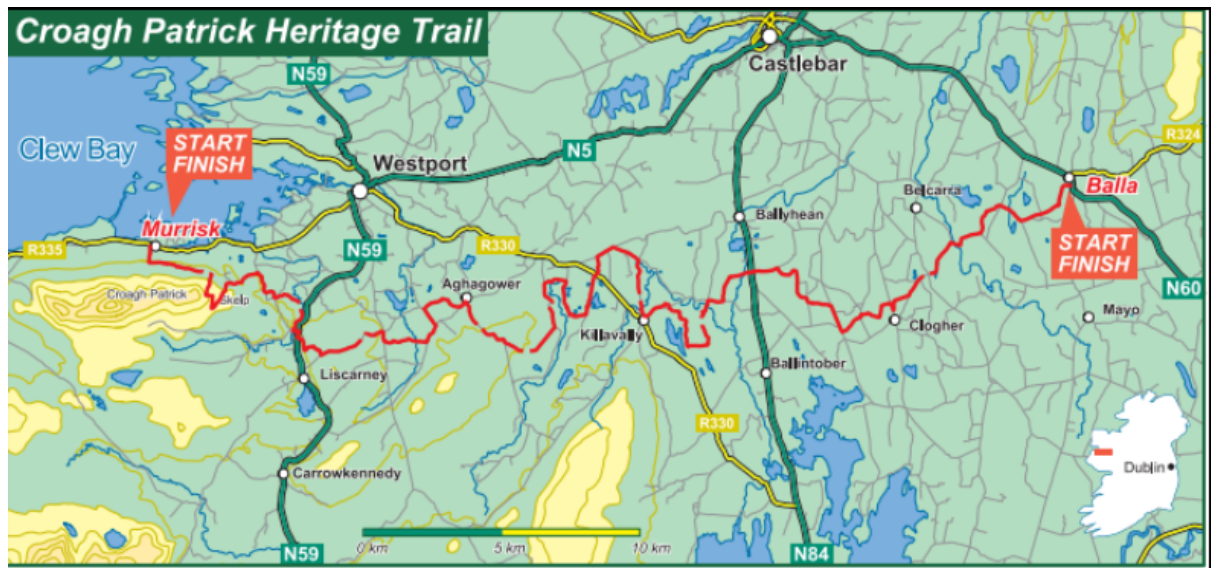 Croagh Patrick Heritage Trail
N59
Castlebar
Clew Bay
START
FINISH
R324
N5
Westport
Balla
Belcarra
Ballyhean
Murrisk
R335
N59
R330
START
FINISH
N60
Aghagower
Croagh Patrick
Skelp
Killavally
Clogher
Mayo
Liscarney
Ballintober
R330
Carrowkennedy
Dublin
0 km
5 km
10 km
N59
N84